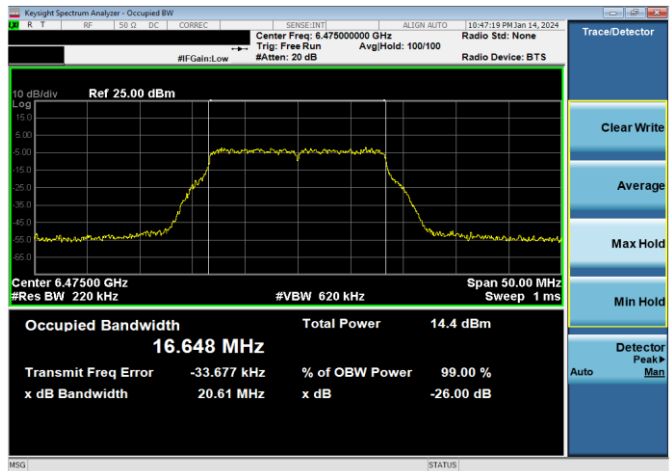 Keysight Spectrum Analyzer - Occupied BW
LXI R T RF 50 Ω DC CORREC SENSE:INT ALIGN AUTO 10:47:19 PM Jan 14, 2024
Center Freq: 6.475000000 GHz Radio Std: None
Trig: Free Run Avg|Hold: 100/100
#IFGain:Low #Atten: 20 dB Radio Device: BTS
Trace/Detector
10 dB/div Ref 25.00 dBm
Log
15.0
5.00
-5.00
-15.0
-25.0
-35.0
-45.0
-55.0
-65.0
Center 6.47500 GHz Span 50.00 MHz
#Res BW 220 kHz #VBW 620 kHz Sweep 1 ms
Occupied Bandwidth Total Power 14.4 dBm
16.648 MHz
Transmit Freq Error -33.677 kHz % of OBW Power 99.00 %
x dB Bandwidth 20.61 MHz x dB -26.00 dB
Clear Write
Average
Max Hold
Min Hold
Detector
Peak▶
Auto Man
MSG STATUS